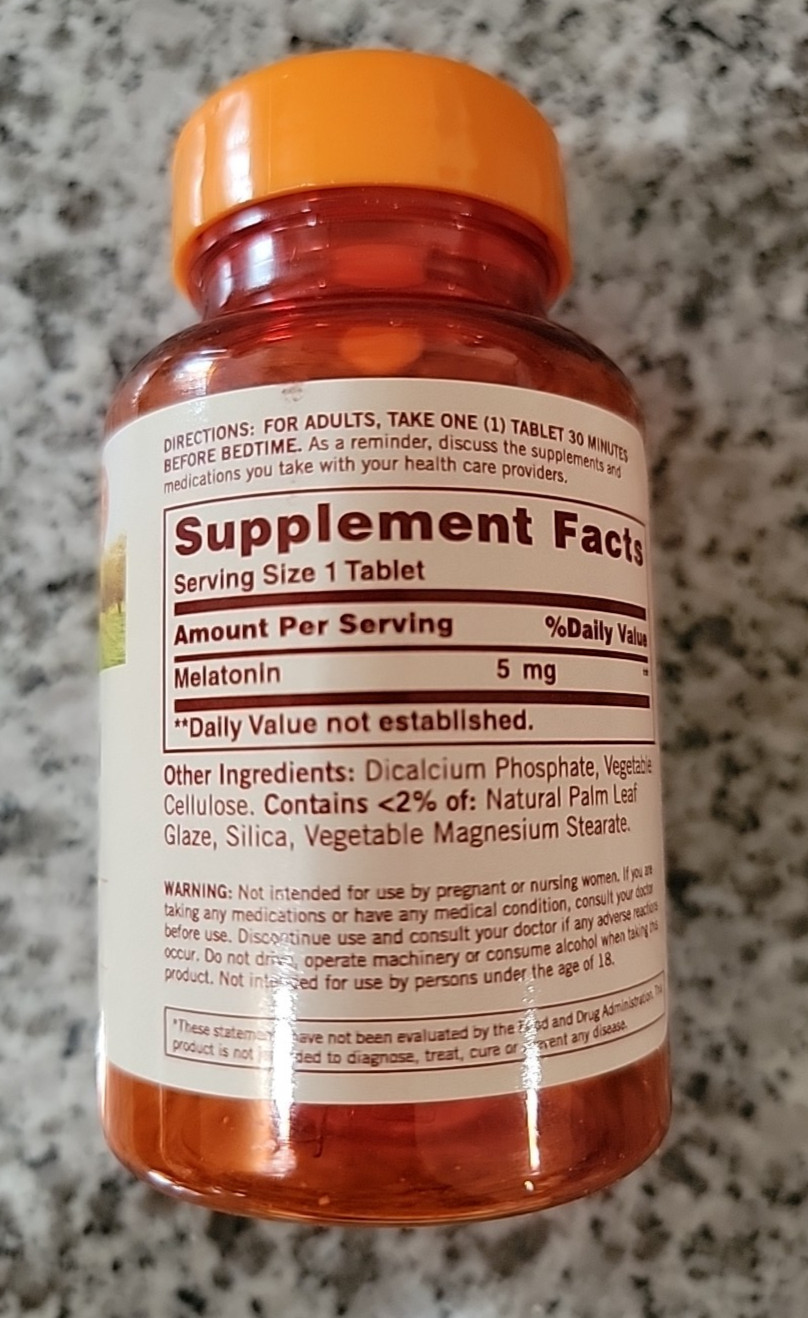 DIRECTIONS: FOR ADULTS, TAKE ONE (1) TABLET 30 MINUTES
BEFORE BEDTIME. As a reminder, discuss the supplements and
medications you take with your health care providers.
Supplement Facts
Serving Size 1 Tablet
Amount Per Serving %Daily Value
Melatonin 5 mg **
**Daily Value not established.
Other Ingredients: Dicalcium Phosphate, Vegetable
Cellulose. Contains <2% of: Natural Palm Leaf
Glaze, Silica, Vegetable Magnesium Stearate.
WARNING: Not intended for use by pregnant or nursing women. If you are
taking any medications or have any medical condition, consult your doctor
before use. Discontinue use and consult your doctor if any adverse reactions
occur. Do not drive, operate machinery or consume alcohol when taking this
product. Not intended for use by persons under the age of 18.
*These statements have not been evaluated by the Food and Drug Administration. This
product is not intended to diagnose, treat, cure or prevent any disease.